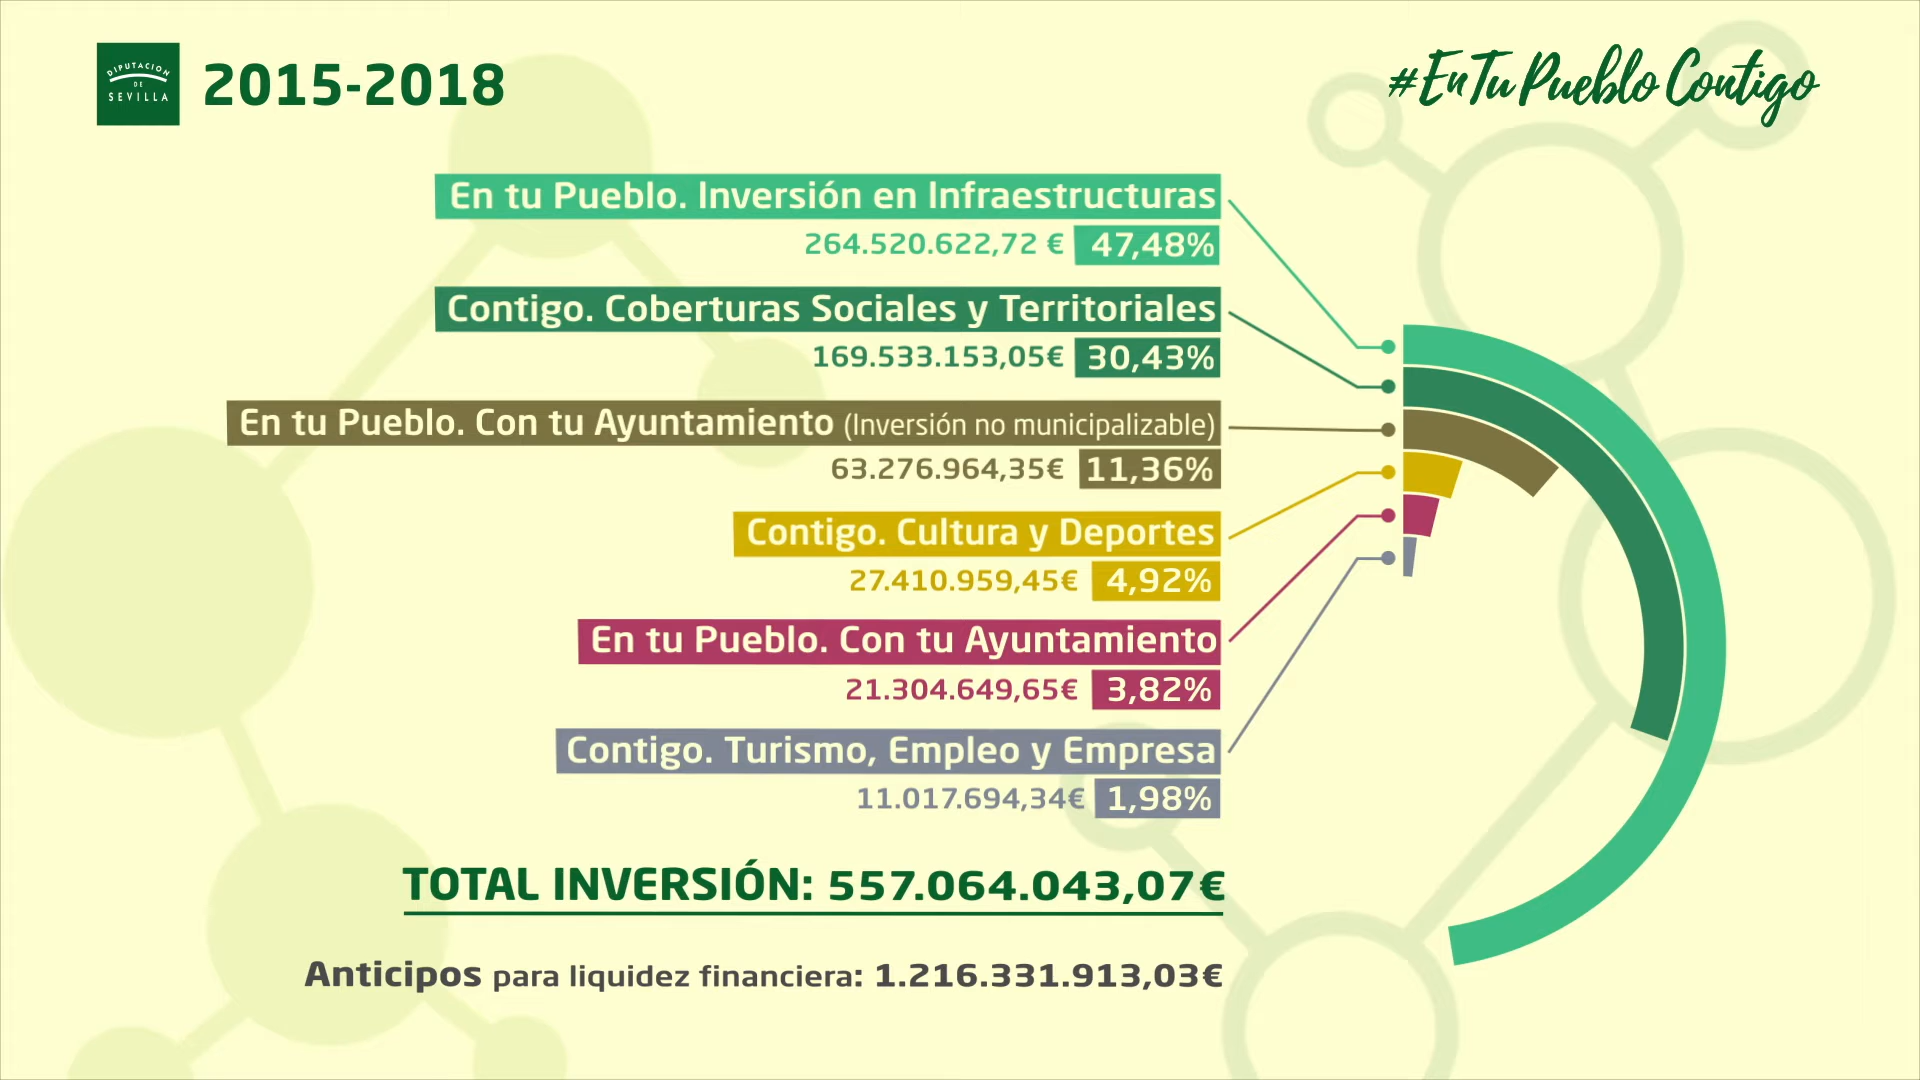 DIPUTACION
DE
SEVILLA
2015-2018
#EnTuPuebloContigo
En tu Pueblo. Inversión en Infraestructuras
264.520.622,72 € 47,48%
Contigo. Coberturas Sociales y Territoriales
169.533.153,05€ 30,43%
En tu Pueblo. Con tu Ayuntamiento (Inversión no municipalizable)
63.276.964,35€ 11,36%
Contigo. Cultura y Deportes
27.410.959,45€ 4,92%
En tu Pueblo. Con tu Ayuntamiento
21.304.649,65€ 3,82%
Contigo. Turismo, Empleo y Empresa
11.017.694,34€ 1,98%
TOTAL INVERSIÓN: 557.064.043,07€
Anticipos para liquidez financiera: 1.216.331.913,03€